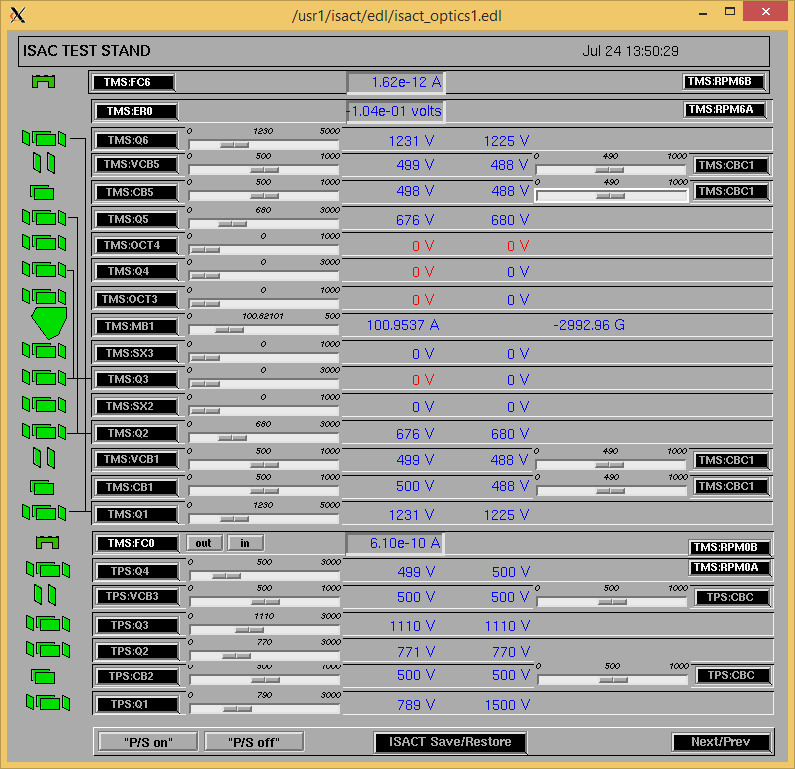 /usr1/isact/edl/isact_optics1.edl
ISAC TEST STAND Jul 24 13:50:29
TMS:FC6 1.62e-12 A TMS:RPM6B
TMS:ER0 -1.04e-01 volts TMS:RPM6A
TMS:Q6 0 1230 5000 1231 V 1225 V
TMS:VCB5 0 500 1000 499 V 488 V 0 490 1000 TMS:CBC1
TMS:CB5 0 500 1000 498 V 488 V 0 490 1000 TMS:CBC1
TMS:Q5 0 680 3000 676 V 680 V
TMS:OCT4 0 0 1000 0 V 0 V
TMS:Q4 0 0 3000 0 V 0 V
TMS:OCT3 0 0 1000 0 V 0 V
TMS:MB1 0 100.82101 500 100.9537 A -2992.96 G
TMS:SX3 0 0 1000 0 V 0 V
TMS:Q3 0 0 3000 0 V 0 V
TMS:SX2 0 0 1000 0 V 0 V
TMS:Q2 0 680 3000 676 V 680 V
TMS:VCB1 0 500 1000 499 V 488 V 0 490 1000 TMS:CBC1
TMS:CB1 0 500 1000 500 V 488 V 0 490 1000 TMS:CBC1
TMS:Q1 0 1230 5000 1231 V 1225 V
TMS:FC0 out in 6.10e-10 A TMS:RPM0B
TPS:Q4 0 500 3000 499 V 500 V TMS:RPM0A
TPS:VCB3 0 500 1000 500 V 500 V 0 500 1000 TPS:CBC
TPS:Q3 0 1110 3000 1110 V 1110 V
TPS:Q2 0 770 3000 771 V 770 V
TPS:CB2 0 500 1000 500 V 500 V 0 500 1000 TPS:CBC
TPS:Q1 0 790 3000 789 V 1500 V
"P/S on" "P/S off" ISACT Save/Restore Next/Prev